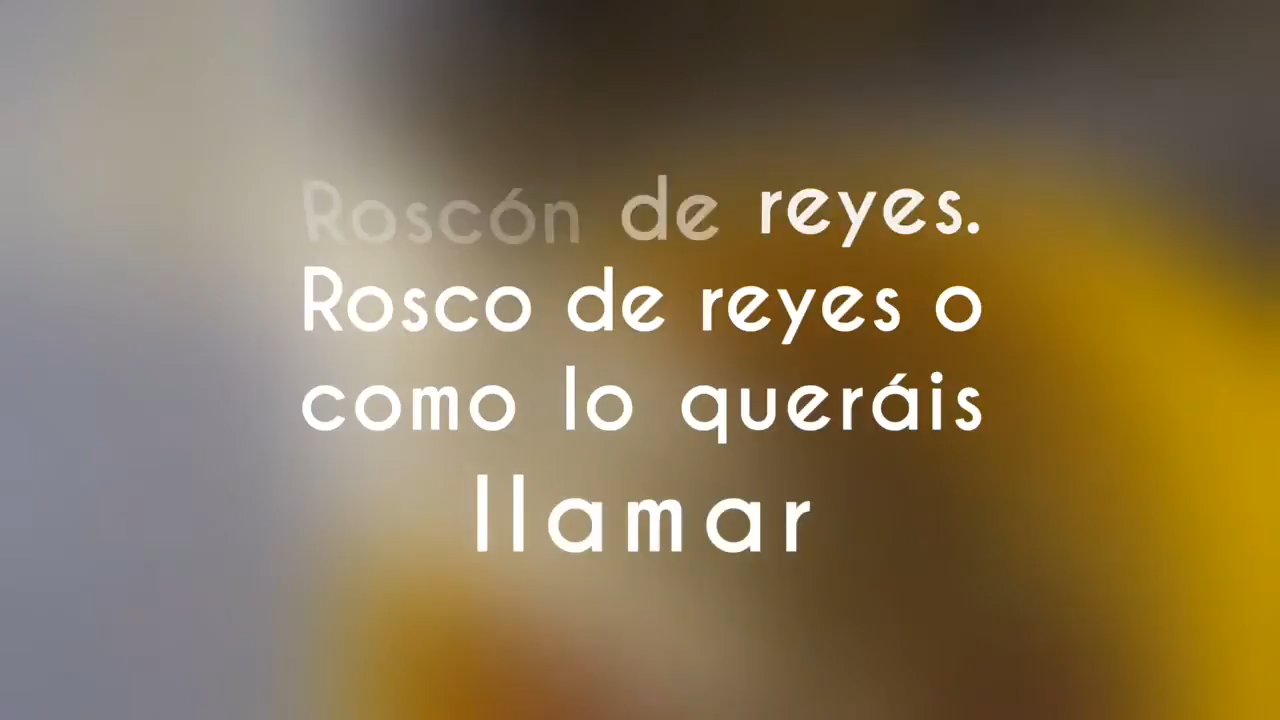 Roscón de reyes.
Rosco de reyes o
como lo queráis
llamar